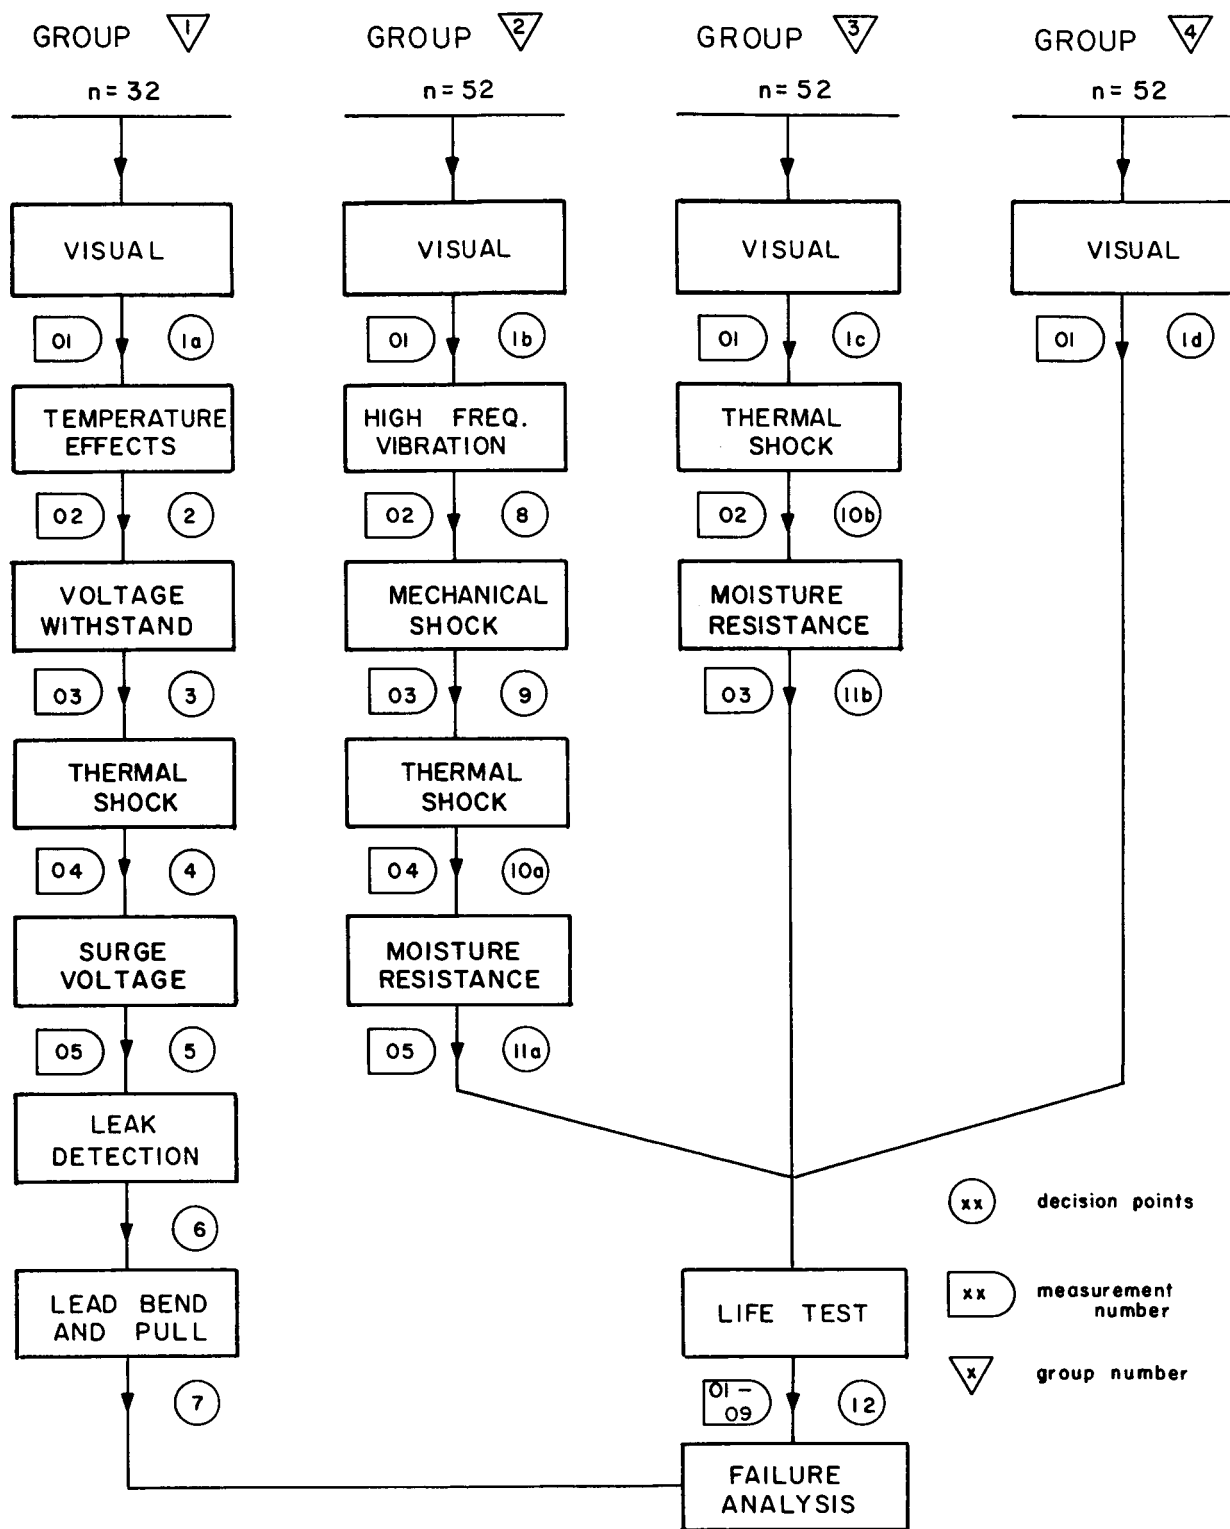 GROUP 1
GROUP 2
GROUP 3
GROUP 4
n = 32
n = 52
n = 52
n = 52
VISUAL
VISUAL
VISUAL
VISUAL
01 1a
01 1b
01 1c
01 1d
TEMPERATURE
EFFECTS
HIGH FREQ.
VIBRATION
THERMAL
SHOCK
02 2
02 8
02 10b
VOLTAGE
WITHSTAND
MECHANICAL
SHOCK
MOISTURE
RESISTANCE
03 3
03 9
03 11b
THERMAL
SHOCK
THERMAL
SHOCK
04 4
04 10a
SURGE
VOLTAGE
MOISTURE
RESISTANCE
05 5
05 11a
LEAK
DETECTION
6
LEAD BEND
AND PULL
LIFE TEST
7
01 -
09
12
FAILURE
ANALYSIS
xx decision points
xx measurement
number
x group number